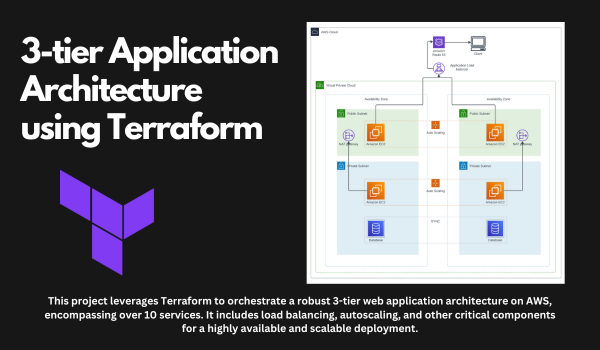 3-tier Application
Architecture
using Terraform
AWS Cloud
Amazon
Route 53
Client
Application Load
Balancer
Virtual Private Cloud
Availability Zone
Availability Zone
Public Subnet
Public Subnet
NAT Gateway
Amazon EC2
Auto Scaling
Amazon EC2
NAT Gateway
Private Subnet
Private Subnet
Amazon EC2
Auto Scaling
Amazon EC2
SYNC
Database
Database
This project leverages Terraform to orchestrate a robust 3-tier web application architecture on AWS,
encompassing over 10 services. It includes load balancing, autoscaling, and other critical components
for a highly available and scalable deployment.